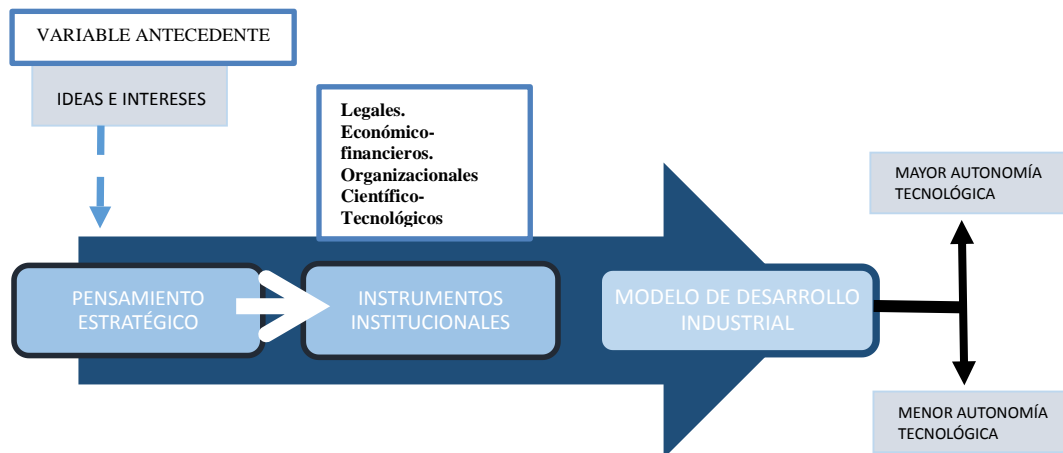 VARIABLE ANTECEDENTE
IDEAS E INTERESES
Legales.
Económico-
financieros.
Organizacionales
Científico-
Tecnológicos
PENSAMIENTO
ESTRATÉGICO
INSTRUMENTOS
INSTITUCIONALES
MODELO DE DESARROLLO
INDUSTRIAL
MAYOR AUTONOMÍA
TECNOLÓGICA
MENOR AUTONOMÍA
TECNOLÓGICA